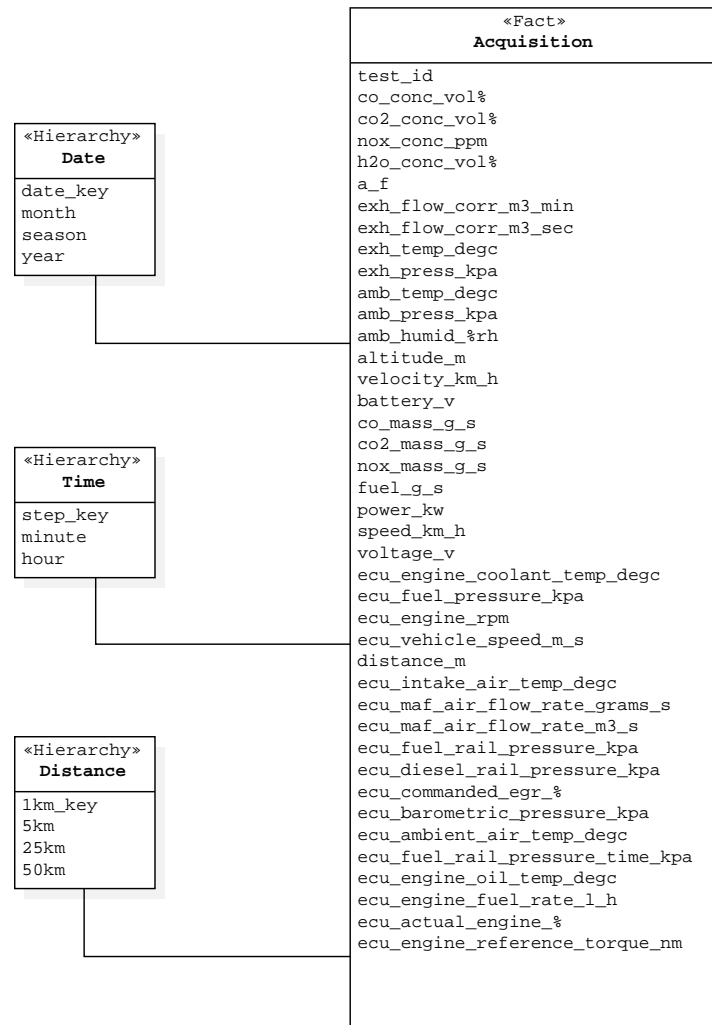 «Hierarchy»
Date
date_key
month
season
year
«Hierarchy»
Time
step_key
minute
hour
«Hierarchy»
Distance
1km_key
5km
25km
50km
«Fact»
Acquisition
test_id
co_conc_vol%
co2_conc_vol%
nox_conc_ppm
h2o_conc_vol%
a_f
exh_flow_corr_m3_min
exh_flow_corr_m3_sec
exh_temp_degc
exh_press_kpa
amb_temp_degc
amb_press_kpa
amb_humid_%rh
altitude_m
velocity_km_h
battery_v
co_mass_g_s
co2_mass_g_s
nox_mass_g_s
fuel_g_s
power_kw
speed_km_h
voltage_v
ecu_engine_coolant_temp_degc
ecu_fuel_pressure_kpa
ecu_engine_rpm
ecu_vehicle_speed_m_s
distance_m
ecu_intake_air_temp_degc
ecu_maf_air_flow_rate_grams_s
ecu_maf_air_flow_rate_m3_s
ecu_fuel_rail_pressure_kpa
ecu_diesel_rail_pressure_kpa
ecu_commanded_egr_%
ecu_barometric_pressure_kpa
ecu_ambient_air_temp_degc
ecu_fuel_rail_pressure_time_kpa
ecu_engine_oil_temp_degc
ecu_engine_fuel_rate_l_h
ecu_actual_engine_%
ecu_engine_reference_torque_nm